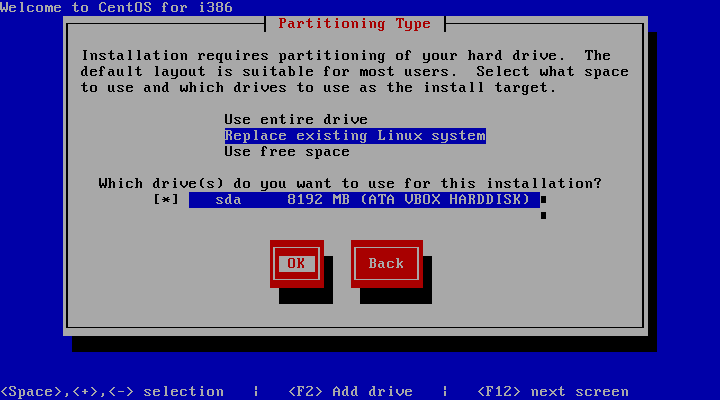 Welcome to CentOS for i386
Partitioning Type
Installation requires partitioning of your hard drive.  The
default layout is suitable for most users.  Select what space
to use and which drives to use as the install target.
Use entire drive
Replace existing Linux system
Use free space
Which drive(s) do you want to use for this installation?
[*]    sda     8192 MB (ATA VBOX HARDDISK)
OK    Back
<Space>,<+>,<-> selection   |   <F2> Add drive   |   <F12> next screen